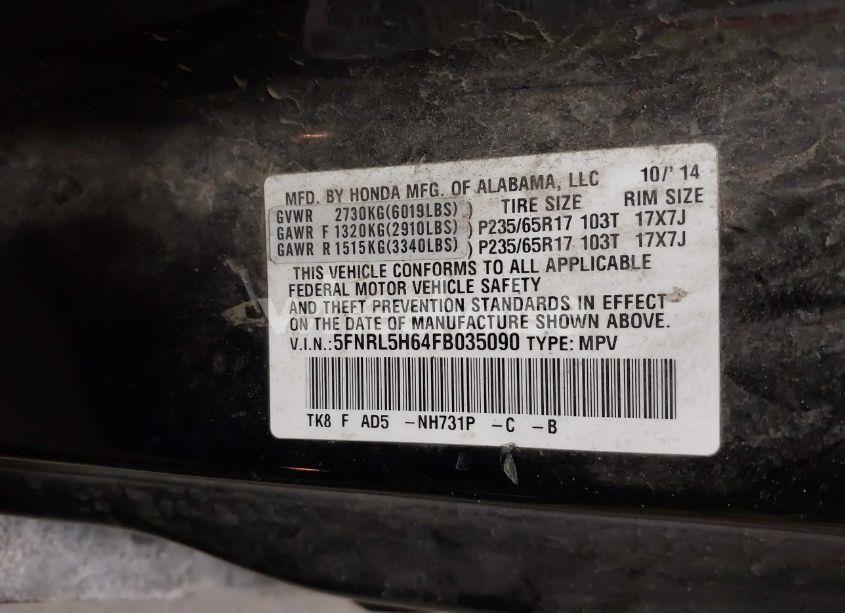 MFD. BY HONDA MFG. OF ALABAMA, LLC 10/'14
GVWR 2730KG(6019LBS) TIRE SIZE RIM SIZE
GAWR F 1320KG(2910LBS) P235/65R17 103T 17X7J
GAWR R 1515KG(3340LBS) P235/65R17 103T 17X7J
THIS VEHICLE CONFORMS TO ALL APPLICABLE
FEDERAL MOTOR VEHICLE SAFETY
AND THEFT PREVENTION STANDARDS IN EFFECT
ON THE DATE OF MANUFACTURE SHOWN ABOVE.
V.I.N.:5FNRL5H64FB035090 TYPE: MPV
TK8 F AD5 -NH731P -C -B